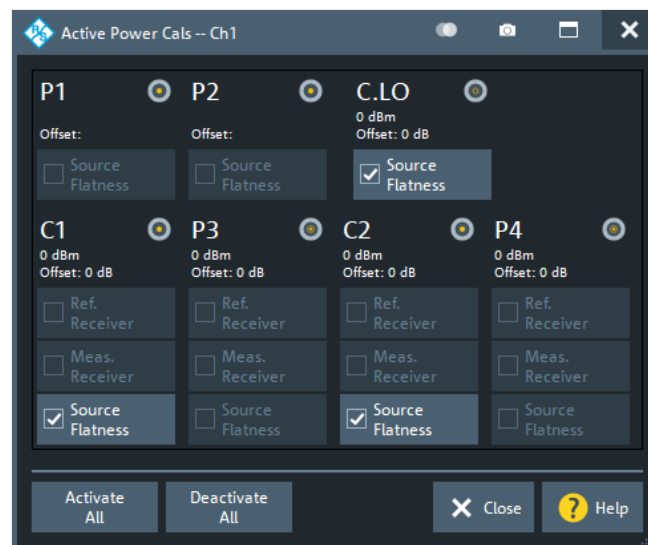 R&S Active Power Cals -- Ch1
P1 P2 C.LO
0 dBm
Offset: Offset: Offset: 0 dB
Source Source Source
Flatness Flatness Flatness
C1 P3 C2 P4
0 dBm 0 dBm 0 dBm 0 dBm
Offset: 0 dB Offset: 0 dB Offset: 0 dB Offset: 0 dB
Ref. Ref. Ref. Ref.
Receiver Receiver Receiver Receiver
Meas. Meas. Meas. Meas.
Receiver Receiver Receiver Receiver
Source Source Source Source
Flatness Flatness Flatness Flatness
Activate Deactivate
All All Close ? Help